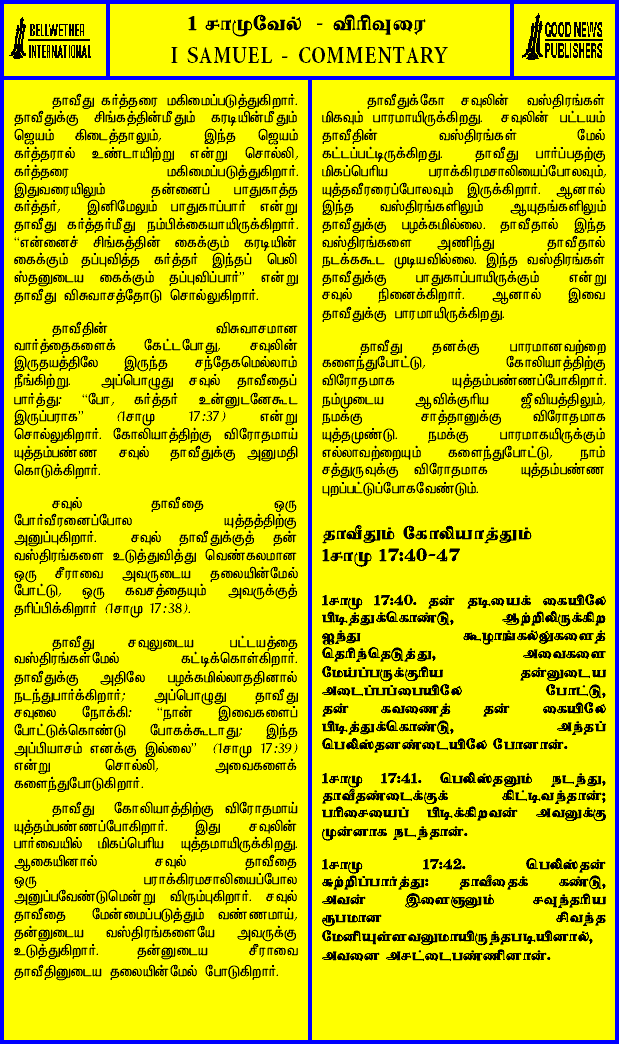 BELLWETHER
INTERNATIONAL
1 சாமுவேல் - விரிவுரை
I SAMUEL - COMMENTARY
GOOD NEWS
PUBLISHERS
தாவீது கர்த்தரை மகிமைப்படுத்துகிறார்.
தாவீதுக்கு சிங்கத்தின்மீதும் கரடியின்மீதும்
ஜெயம் கிடைத்தாலும், இந்த ஜெயம்
கர்த்தரால் உண்டாயிற்று என்று சொல்லி,
கர்த்தரை மகிமைப்படுத்துகிறார்.
இதுவரையிலும் தன்னைப் பாதுகாத்த
கர்த்தர், இனிமேலும் பாதுகாப்பார் என்று
தாவீது கர்த்தர்மீது நம்பிக்கையாயிருக்கிறார்.
“என்னைச் சிங்கத்தின் கைக்கும் கரடியின்
கைக்கும் தப்புவித்த கர்த்தர் இந்தப் பெலி
ஸ்தனுடைய கைக்கும் தப்புவிப்பார்” என்று
தாவீது விசுவாசத்தோடு சொல்லுகிறார்.
தாவீதின் விசுவாசமான
வார்த்தைகளைக் கேட்டபோது, சவுலின்
இருதயத்திலே இருந்த சந்தேகமெல்லாம்
நீங்கிற்று. அப்பொழுது சவுல் தாவீதைப்
பார்த்து: “போ, கர்த்தர் உன்னுடனேகூட
இருப்பராக” (1சாமு 17:37) என்று
சொல்லுகிறார். கோலியாத்திற்கு விரோதமாய்
யுத்தம்பண்ண சவுல் தாவீதுக்கு அனுமதி
கொடுக்கிறார்.
சவுல் தாவீதை ஒரு
போர்வீரனைப்போல யுத்தத்திற்கு
அனுப்புகிறார். சவுல் தாவீதுக்குத் தன்
வஸ்திரங்களை உடுத்துவித்து வெண்கலமான
ஒரு சீராவை அவருடைய தலையின்மேல்
போட்டு, ஒரு கவசத்தையும் அவருக்குத்
தரிப்பிக்கிறார் (1சாமு 17:38).
தாவீது சவுலுடைய பட்டயத்தை
வஸ்திரங்கள்மேல் கட்டிக்கொள்கிறார்.
தாவீதுக்கு அதிலே பழக்கமில்லாததினால்
நடந்துபார்க்கிறார்; அப்பொழுது தாவீது
சவுலை நோக்கி: “நான் இவைகளைப்
போட்டுக்கொண்டு போகக்கூடாது; இந்த
அப்பியாசம் எனக்கு இல்லை” (1சாமு 17:39)
என்று சொல்லி, அவைகளைக்
களைந்துபோடுகிறார்.
தாவீது கோலியாத்திற்கு விரோதமாய்
யுத்தம்பண்ணப்போகிறார். இது சவுலின்
பார்வையில் மிகப்பெரிய யுத்தமாயிருக்கிறது.
ஆகையினால் சவுல் தாவீதை
ஒரு பராக்கிரமசாலியைப்போல
அனுப்பவேண்டுமென்று விரும்புகிறார். சவுல்
தாவீதை மேன்மைப்படுத்தும் வண்ணமாய்,
தன்னுடைய வஸ்திரங்களையே அவருக்கு
உடுத்துகிறார். தன்னுடைய சீராவை
தாவீதினுடைய தலையின்மேல் போடுகிறார்.
தாவீதுக்கோ சவுலின் வஸ்திரங்கள்
மிகவும் பாரமாயிருக்கிறது. சவுலின் பட்டயம்
தாவீதின் வஸ்திரங்கள் மேல்
கட்டப்பட்டிருக்கிறது. தாவீது பார்ப்பதற்கு
மிகப்பெரிய பராக்கிரமசாலியைப்போலவும்,
யுத்தவீரரைப்போலவும் இருக்கிறார். ஆனால்
இந்த வஸ்திரங்களிலும் ஆயுதங்களிலும்
தாவீதுக்கு பழக்கமில்லை. தாவீதால் இந்த
வஸ்திரங்களை அணிந்து தாவீதால்
நடக்ககூட முடியவில்லை. இந்த வஸ்திரங்கள்
தாவீதுக்கு பாதுகாப்பாயிருக்கும் என்று
சவுல் நினைக்கிறார். ஆனால் இவை
தாவீதுக்கு பாரமாயிருக்கிறது.
தாவீது தனக்கு பாரமானவற்றை
களைந்துபோட்டு, கோலியாத்திற்கு
விரோதமாக யுத்தம்பண்ணப்போகிறார்.
நம்முடைய ஆவிக்குரிய ஜீவியத்திலும்,
நமக்கு சாத்தானுக்கு விரோதமாக
யுத்தமுண்டு. நமக்கு பாரமாகயிருக்கும்
எல்லாவற்றையும் களைந்துபோட்டு, நாம்
சத்துருவுக்கு விரோதமாக யுத்தம்பண்ண
புறப்பட்டுப்போகவேண்டும்.
தாவீதும் கோலியாத்தும்
1சாமு 17:40-47
1சாமு 17:40. தன் தடியைக் கையிலே
பிடித்துக்கொண்டு, ஆற்றிலிருக்கிற
ஐந்து கூழாங்கல்லுகளைத்
தெரிந்தெடுத்து, அவைகளை
மேய்ப்பருக்குரிய தன்னுடைய
அடைப்பப்பையிலே போட்டு,
தன் கவணைத் தன் கையிலே
பிடித்துக்கொண்டு, அந்தப்
பெலிஸ்தனண்டையிலே போனான்.
1சாமு 17:41. பெலிஸ்தனும் நடந்து,
தாவீதண்டைக்குக் கிட்டிவந்தான்;
பரிசையைப் பிடிக்கிறவன் அவனுக்கு
முன்னாக நடந்தான்.
1சாமு 17:42. பெலிஸ்தன்
சுற்றிப்பார்த்து: தாவீதைக் கண்டு,
அவன் இளைஞனும் சவுந்தரிய
ரூபமான சிவந்த
மேனியுள்ளவனுமாயிருந்தபடியினால்,
அவனை அசட்டைபண்ணினான்.